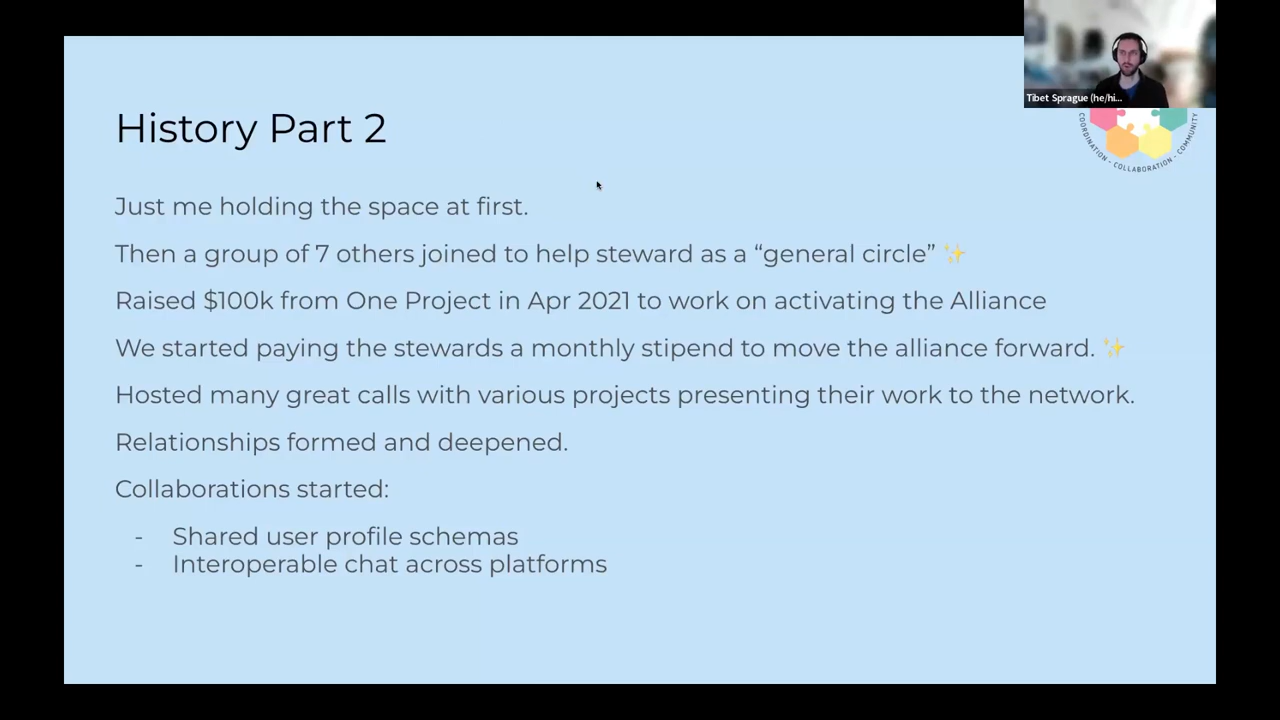 Tibet Sprague (he/hi...
History Part 2
COORDINATION - COLLABORATION - COMMUNITY
Just me holding the space at first.
Then a group of 7 others joined to help steward as a “general circle” ✨
Raised $100k from One Project in Apr 2021 to work on activating the Alliance
We started paying the stewards a monthly stipend to move the alliance forward. ✨
Hosted many great calls with various projects presenting their work to the network.
Relationships formed and deepened.
Collaborations started:
- Shared user profile schemas
- Interoperable chat across platforms